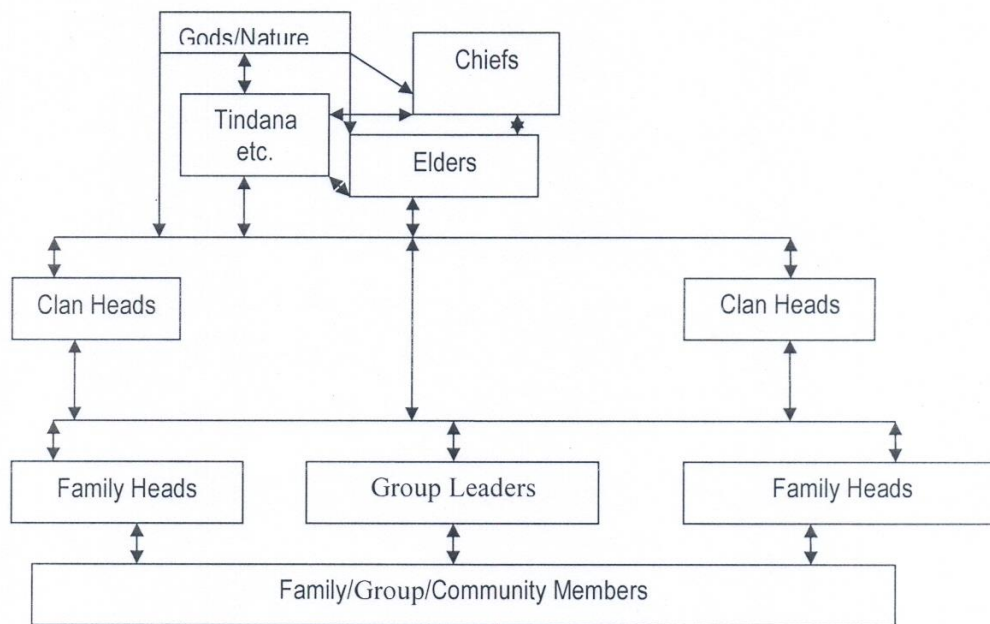 Gods/Nature
Chiefs
Tindana
etc.
Elders
Clan Heads
Clan Heads
Family Heads
Group Leaders
Family Heads
Family/Group/Community Members